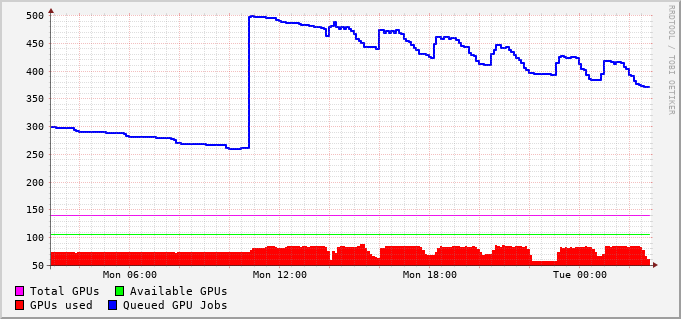 500
450
400
350
300
250
200
150
100
50
Mon 06:00 Mon 12:00 Mon 18:00 Tue 00:00
Total GPUs Available GPUs
GPUs used Queued GPU Jobs
RRDTOOL / TOBI OETIKER